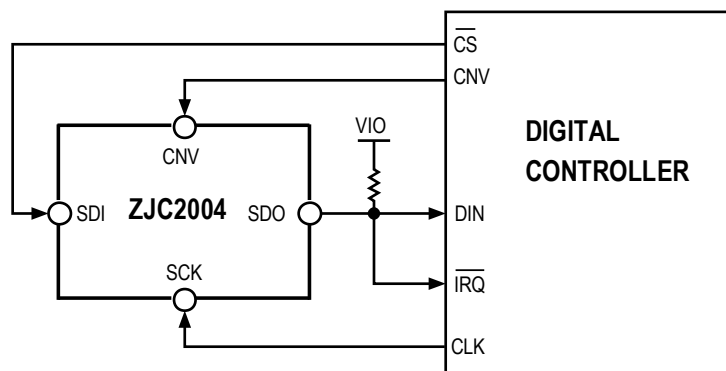 CS
CNV
VIO
CNV
DIGITAL
CONTROLLER
SDI
ZJC2004
SDO
DIN
SCK
IRQ
CLK